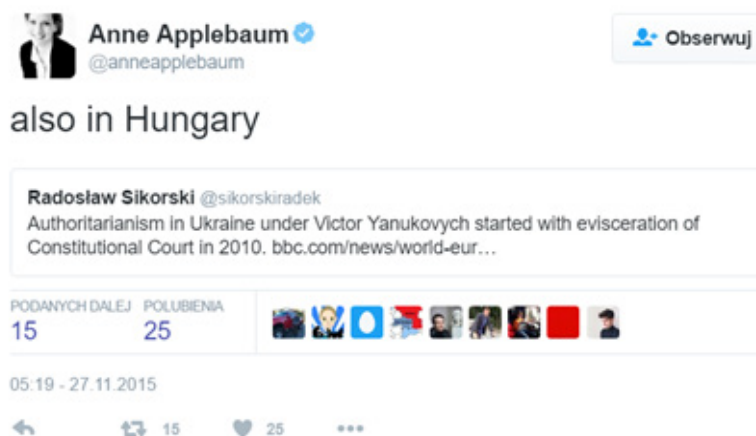 Anne Applebaum
@anneapplebaum
Obserwuj
also in Hungary
Radosław Sikorski @sikorskiradek
Authoritarianism in Ukraine under Victor Yanukovych started with evisceration of
Constitutional Court in 2010. bbc.com/news/world-eur…
PODANYCH DALEJ POLUBIENIA
15 25
05:19 - 27.11.2015
15 25